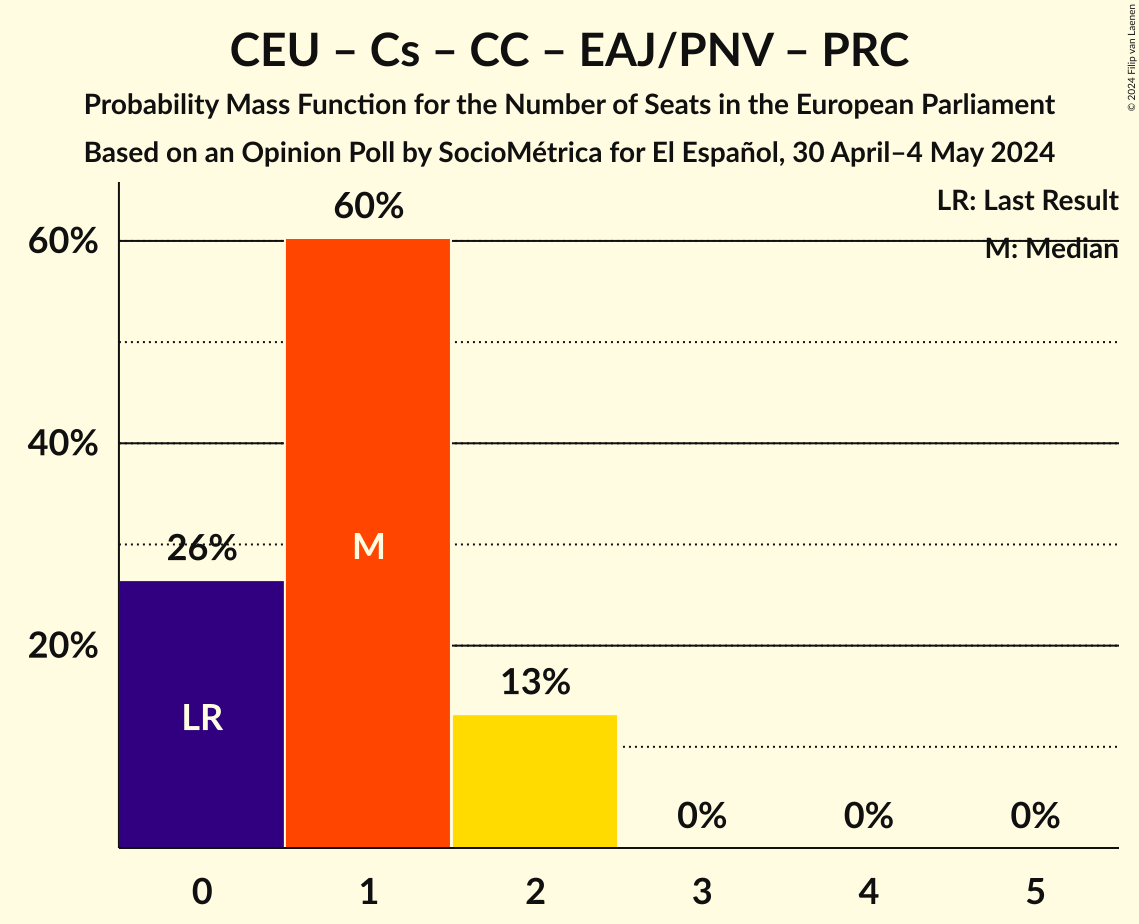 CEU – Cs – CC – EAJ/PNV – PRC
Probability Mass Function for the Number of Seats in the European Parliament
Based on an Opinion Poll by SocioMétrica for El Español, 30 April–4 May 2024
© 2024 Filip van Laenen
LR: Last Result
M: Median
60%
40%
20%
26%
60%
13%
0%
0%
0%
LR
M
0
1
2
3
4
5